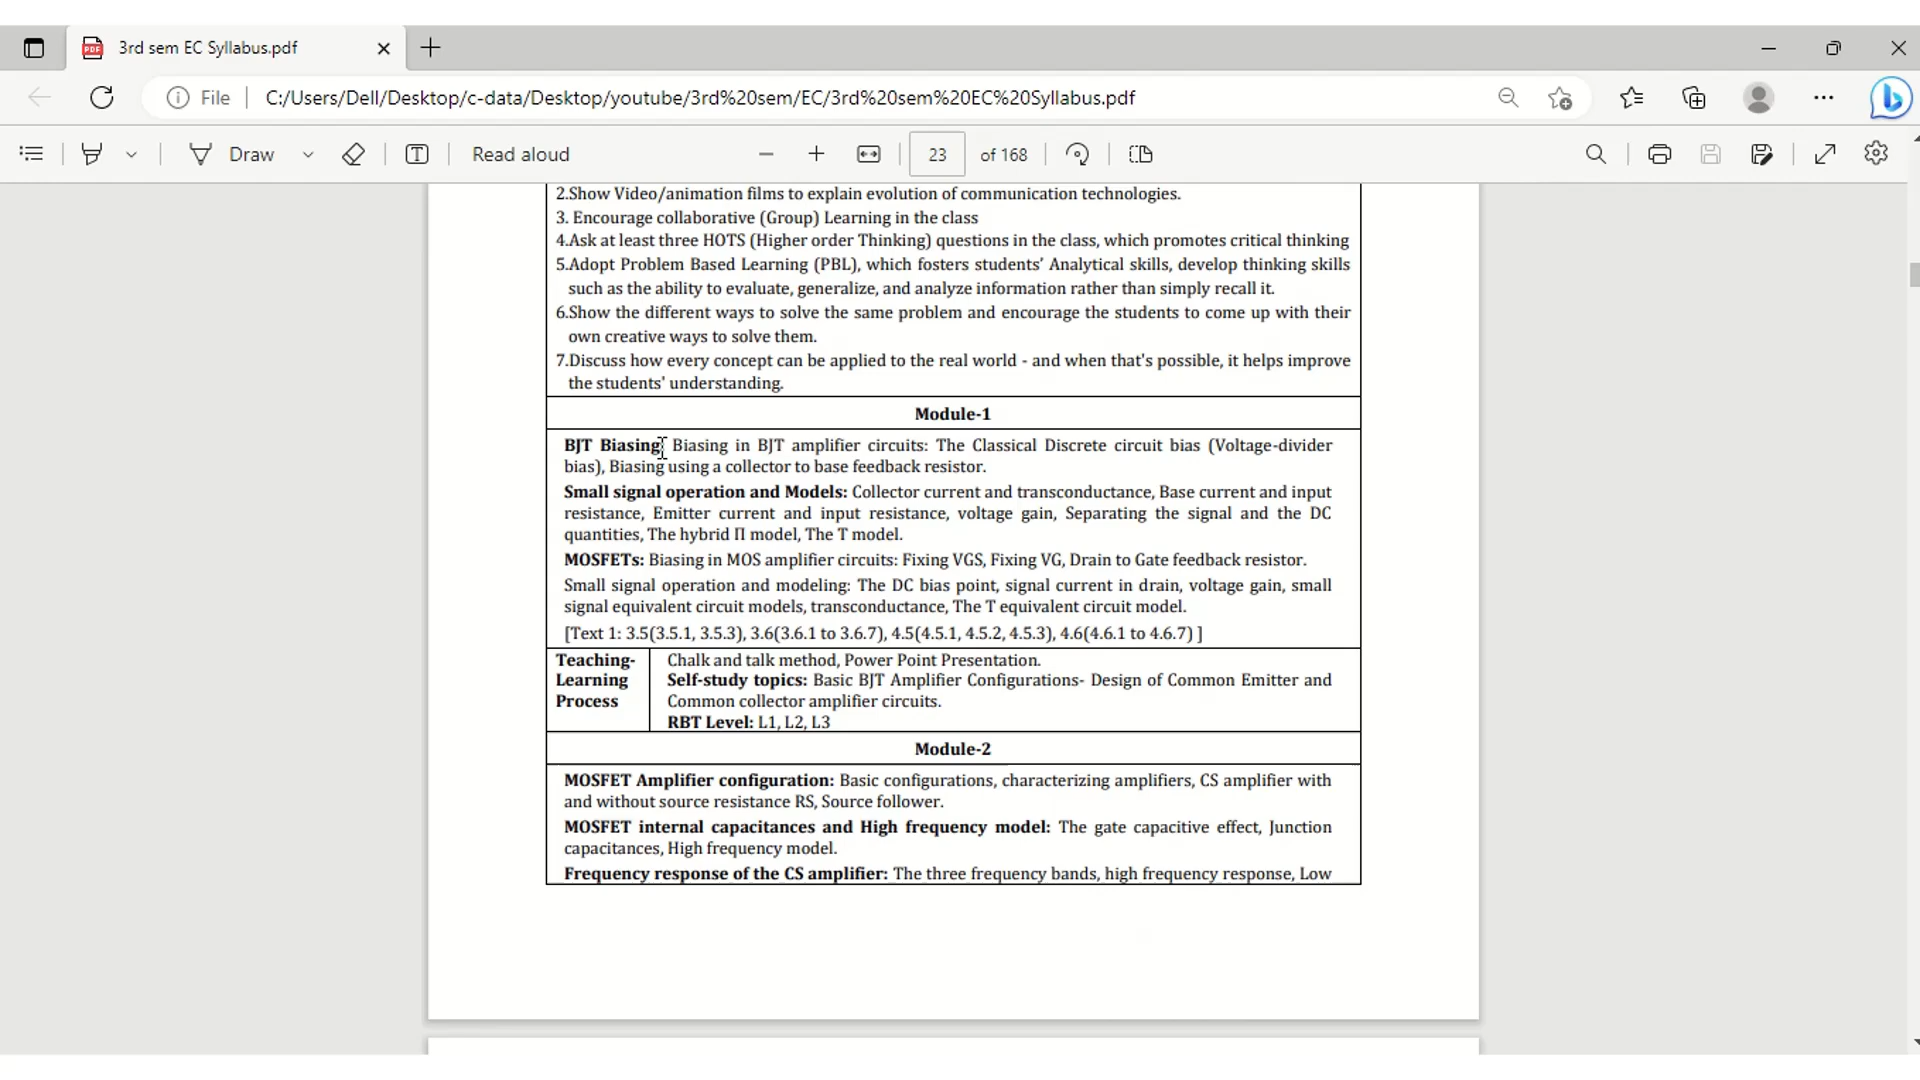 3rd sem EC Syllabus.pdf
File C:/Users/Dell/Desktop/c-data/Desktop/youtube/3rd%20sem/EC/3rd%20sem%20EC%20Syllabus.pdf
Draw Read aloud 23 of 168
2.Show Video/animation films to explain evolution of communication technologies.
3. Encourage collaborative (Group) Learning in the class
4.Ask at least three HOTS (Higher order Thinking) questions in the class, which promotes critical thinking
5.Adopt Problem Based Learning (PBL), which fosters students’ Analytical skills, develop thinking skills
such as the ability to evaluate, generalize, and analyze information rather than simply recall it.
6.Show the different ways to solve the same problem and encourage the students to come up with their
own creative ways to solve them.
7.Discuss how every concept can be applied to the real world - and when that's possible, it helps improve
the students' understanding.
Module-1
BJT Biasing: Biasing in BJT amplifier circuits: The Classical Discrete circuit bias (Voltage-divider
bias), Biasing using a collector to base feedback resistor.
Small signal operation and Models: Collector current and transconductance, Base current and input
resistance, Emitter current and input resistance, voltage gain, Separating the signal and the DC
quantities, The hybrid Π model, The T model.
MOSFETs: Biasing in MOS amplifier circuits: Fixing VGS, Fixing VG, Drain to Gate feedback resistor.
Small signal operation and modeling: The DC bias point, signal current in drain, voltage gain, small
signal equivalent circuit models, transconductance, The T equivalent circuit model.
[Text 1: 3.5(3.5.1, 3.5.3), 3.6(3.6.1 to 3.6.7), 4.5(4.5.1, 4.5.2, 4.5.3), 4.6(4.6.1 to 4.6.7) ]
Teaching-
Learning
Process
Chalk and talk method, Power Point Presentation.
Self-study topics: Basic BJT Amplifier Configurations- Design of Common Emitter and
Common collector amplifier circuits.
RBT Level: L1, L2, L3
Module-2
MOSFET Amplifier configuration: Basic configurations, characterizing amplifiers, CS amplifier with
and without source resistance RS, Source follower.
MOSFET internal capacitances and High frequency model: The gate capacitive effect, Junction
capacitances, High frequency model.
Frequency response of the CS amplifier: The three frequency bands, high frequency response, Low